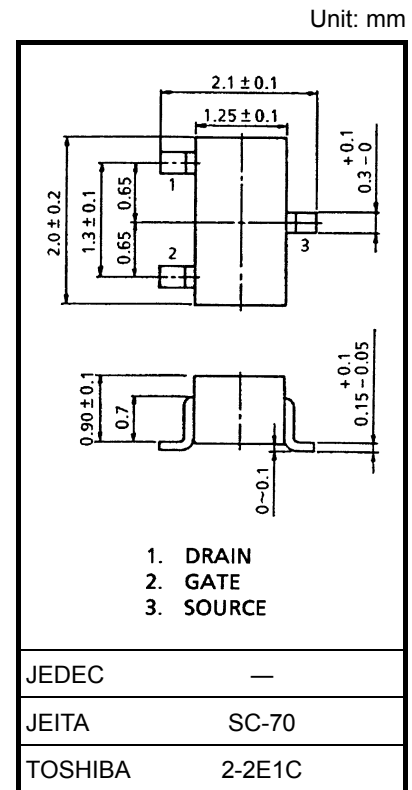 Unit: mm
2.1 ± 0.1
1.25 ± 0.1
+ 0.1
0.3 – 0
2.0 ± 0.2
1.3 ± 0.1
0.65
0.65
1
2
3
0.90 ± 0.1
0.7
+ 0.1
0.15 – 0.05
0~0.1
1. DRAIN
2. GATE
3. SOURCE
JEDEC —
JEITA SC-70
TOSHIBA 2-2E1C